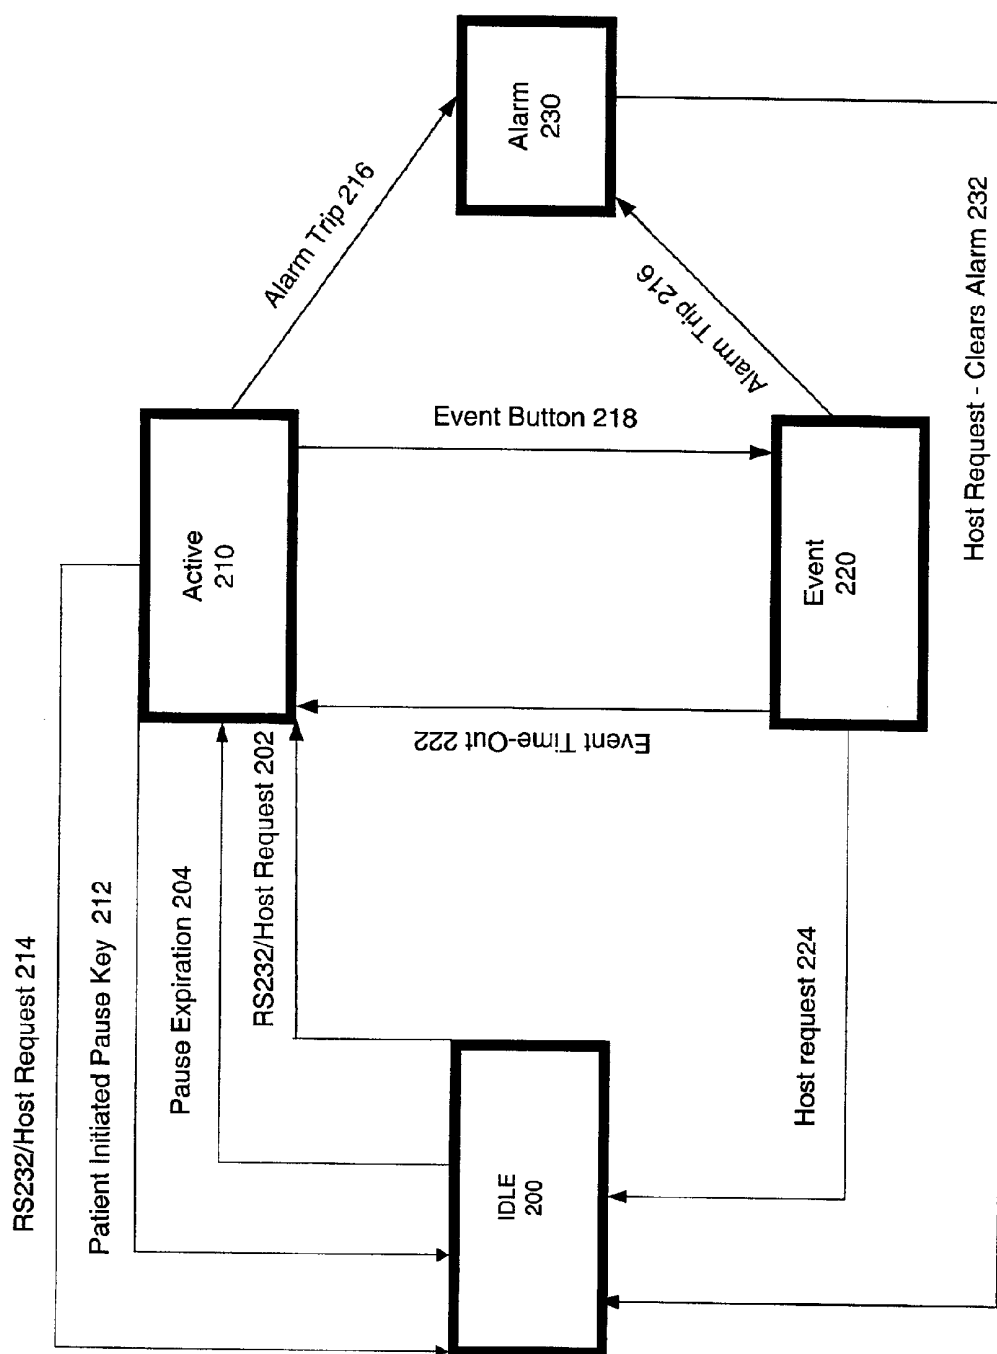 RS232/Host Request 214
Patient Initiated Pause Key 212
Pause Expiration 204
RS232/Host Request 202
Active
210
Alarm Trip 216
Alarm
230
Event Button 218
Event Time-Out 222
Alarm Trip 216
IDLE
200
Event
220
Host request 224
Host Request - Clears Alarm 232